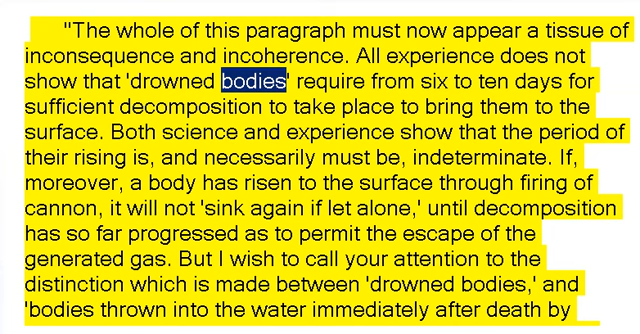 "The whole of this paragraph must now appear a tissue of
inconsequence and incoherence. All experience does not
show that 'drowned bodies' require from six to ten days for
sufficient decomposition to take place to bring them to the
surface. Both science and experience show that the period of
their rising is, and necessarily must be, indeterminate. If,
moreover, a body has risen to the surface through firing of
cannon, it will not 'sink again if let alone,' until decomposition
has so far progressed as to permit the escape of the
generated gas. But I wish to call your attention to the
distinction which is made between 'drowned bodies,' and
'bodies thrown into the water immediately after death by